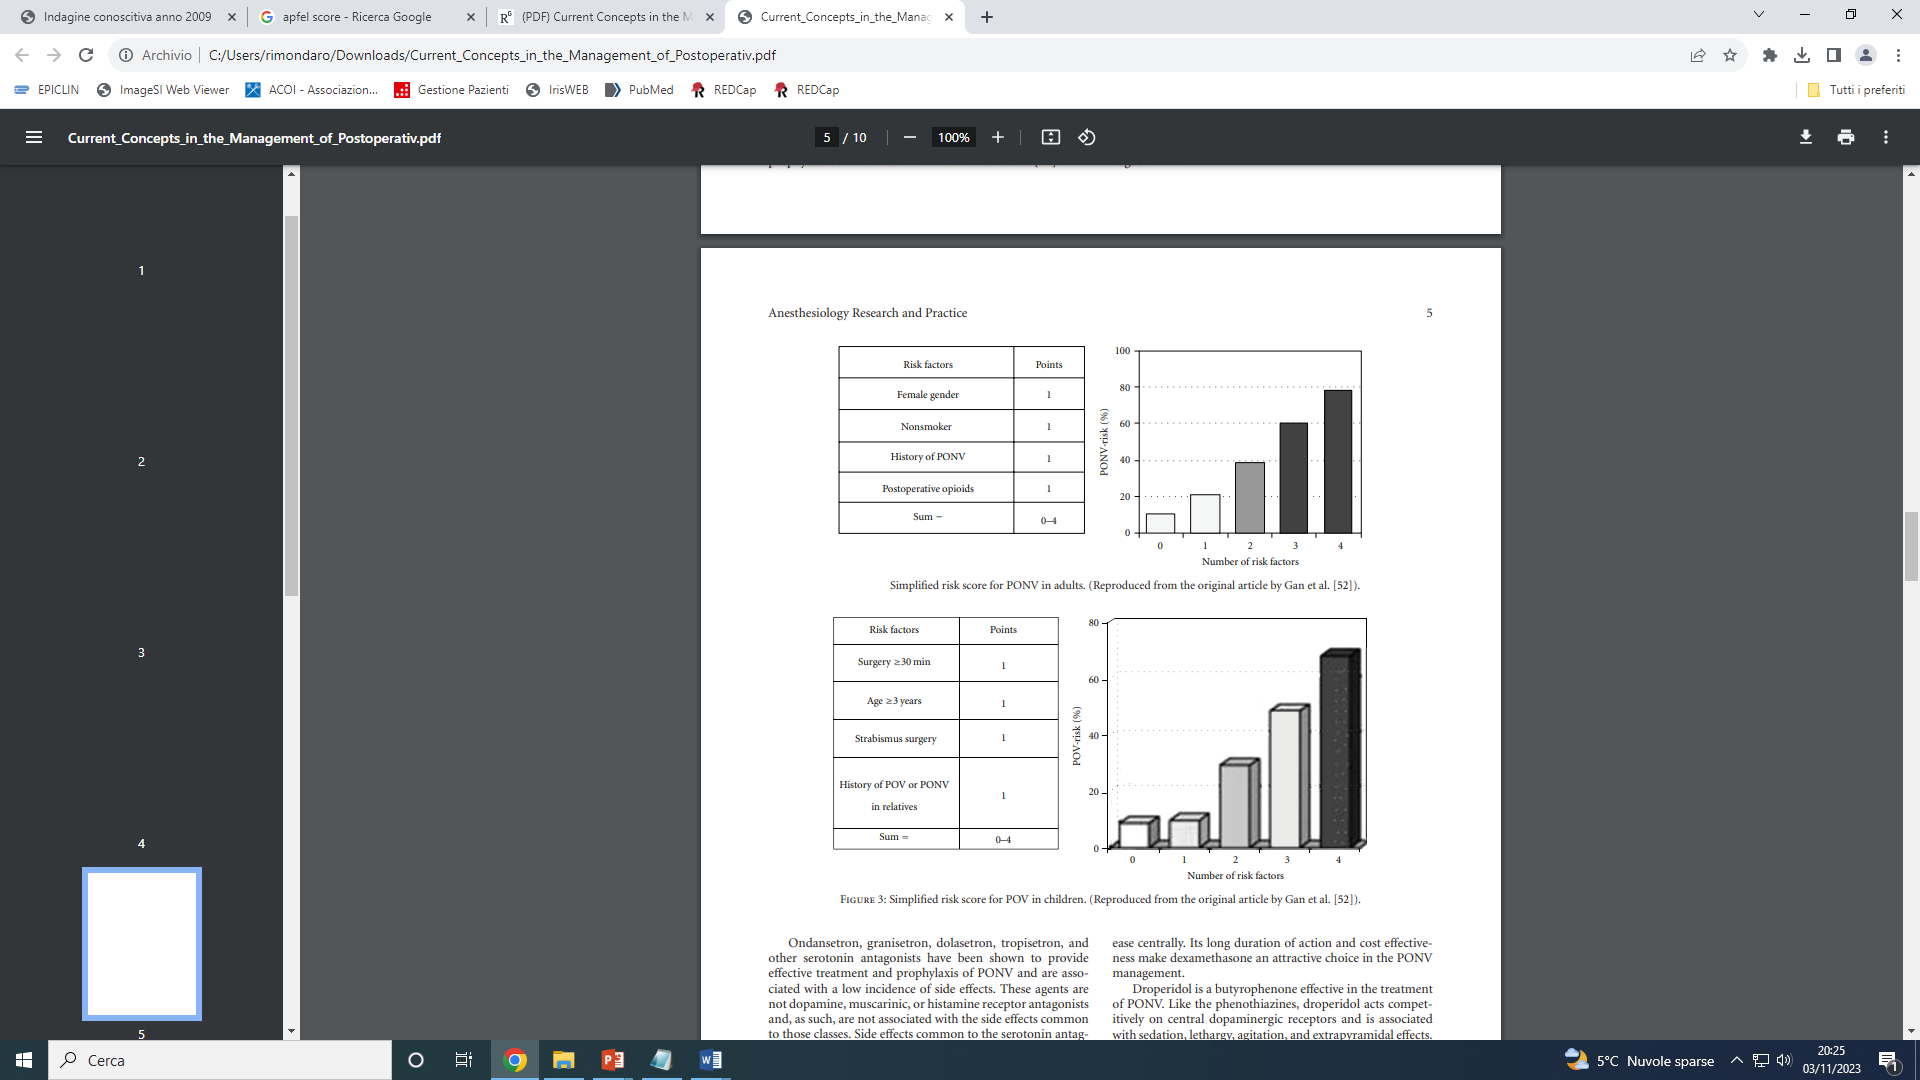 Indagine conoscitiva anno 2009
apfel score - Ricerca Google
(PDF) Current Concepts in the M
Current_Concepts_in_the_Manag
Archivio
C:/Users/rimondaro/Downloads/Current_Concepts_in_the_Management_of_Postoperativ.pdf
EPICLIN
ImageSI Web Viewer
ACOI - Associazion...
Gestione Pazienti
IrisWEB
PubMed
REDCap
REDCap
Tutti i preferiti
Current_Concepts_in_the_Management_of_Postoperativ.pdf
5 / 10
100%
1
2
3
4
5
Anesthesiology Research and Practice 5
Risk factors Points
Female gender 1
Nonsmoker 1
History of PONV 1
Postoperative opioids 1
Sum = 0–4
PONV-risk (%)
100
80
60
40
20
0
0 1 2 3 4
Number of risk factors
Simplified risk score for PONV in adults. (Reproduced from the original article by Gan et al. [52]).
Risk factors Points
Surgery ≥30 min 1
Age ≥3 years 1
Strabismus surgery 1
History of POV or PONV
in relatives 1
Sum = 0–4
POV-risk (%)
80
60
40
20
0
0 1 2 3 4
Number of risk factors
Figure 3: Simplified risk score for POV in children. (Reproduced from the original article by Gan et al. [52]).
Ondansetron, granisetron, dolasetron, tropisetron, and
other serotonin antagonists have been shown to provide
effective treatment and prophylaxis of PONV and are asso-
ciated with a low incidence of side effects. These agents are
not dopamine, muscarinic, or histamine receptor antagonists
and, as such, are not associated with the side effects common
to those classes. Side effects common to the serotonin antag-
ease centrally. Its long duration of action and cost effective-
ness make dexamethasone an attractive choice in the PONV
management.
Droperidol is a butyrophenone effective in the treatment
of PONV. Like the phenothiazines, droperidol acts compet-
itively on central dopaminergic receptors and is associated
with sedation, lethargy, agitation, and extrapyramidal effects.
Cerca
5°C Nuvole sparse
20:25
03/11/2023
1